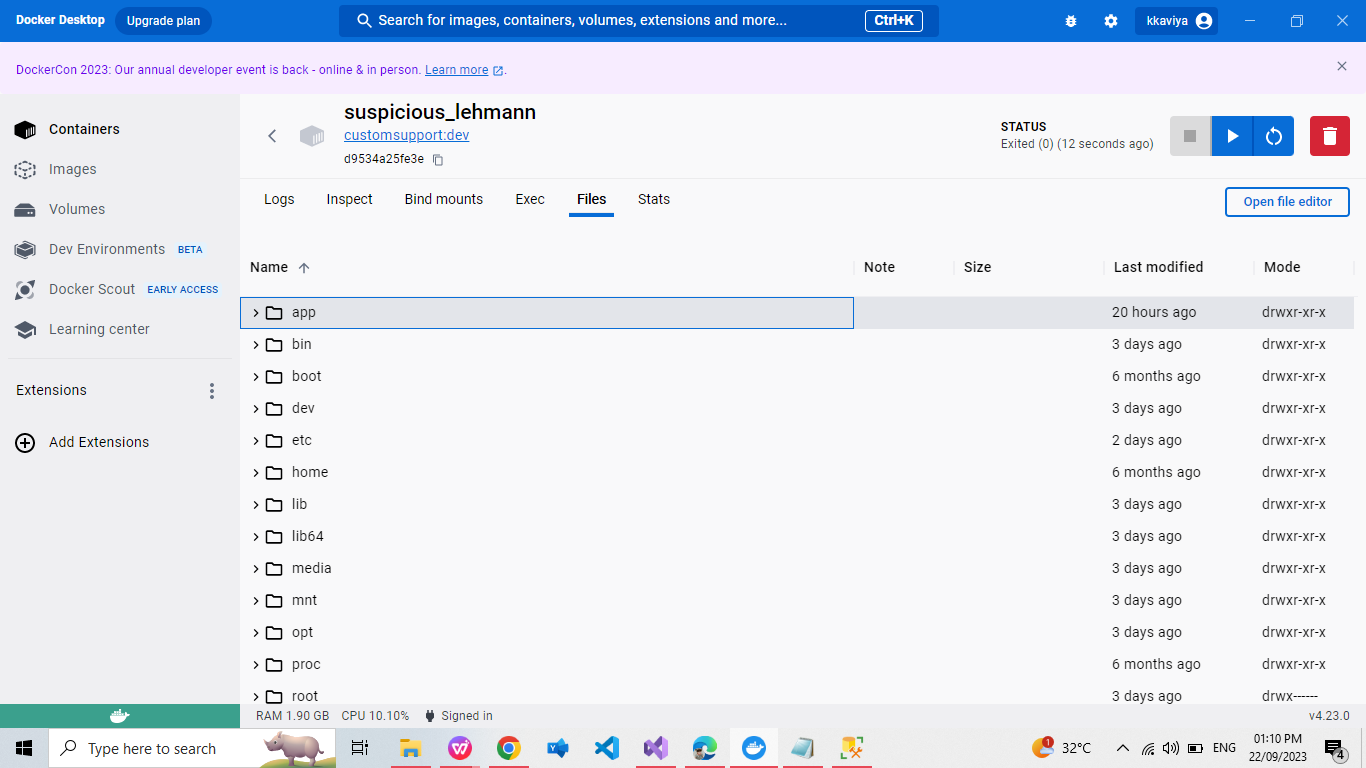 Docker Desktop Upgrade plan Search for images, containers, volumes, extensions and more... Ctrl+K kkaviya
DockerCon 2023: Our annual developer event is back - online & in person. Learn more .
Containers
Images
Volumes
Dev Environments BETA
Docker Scout EARLY ACCESS
Learning center
Extensions
Add Extensions
suspicious_lehmann
customsupport:dev
d9534a25fe3e
STATUS
Exited (0) (12 seconds ago)
Logs Inspect Bind mounts Exec Files Stats Open file editor
Name Note Size Last modified Mode
app 20 hours ago drwxr-xr-x
bin 3 days ago drwxr-xr-x
boot 6 months ago drwxr-xr-x
dev 3 days ago drwxr-xr-x
etc 2 days ago drwxr-xr-x
home 6 months ago drwxr-xr-x
lib 3 days ago drwxr-xr-x
lib64 3 days ago drwxr-xr-x
media 3 days ago drwxr-xr-x
mnt 3 days ago drwxr-xr-x
opt 3 days ago drwxr-xr-x
proc 6 months ago drwxr-xr-x
root 3 days ago drwx------
RAM 1.90 GB CPU 10.10% Signed in v4.23.0
Type here to search 1 32°C ENG 01:10 PM
22/09/2023 4